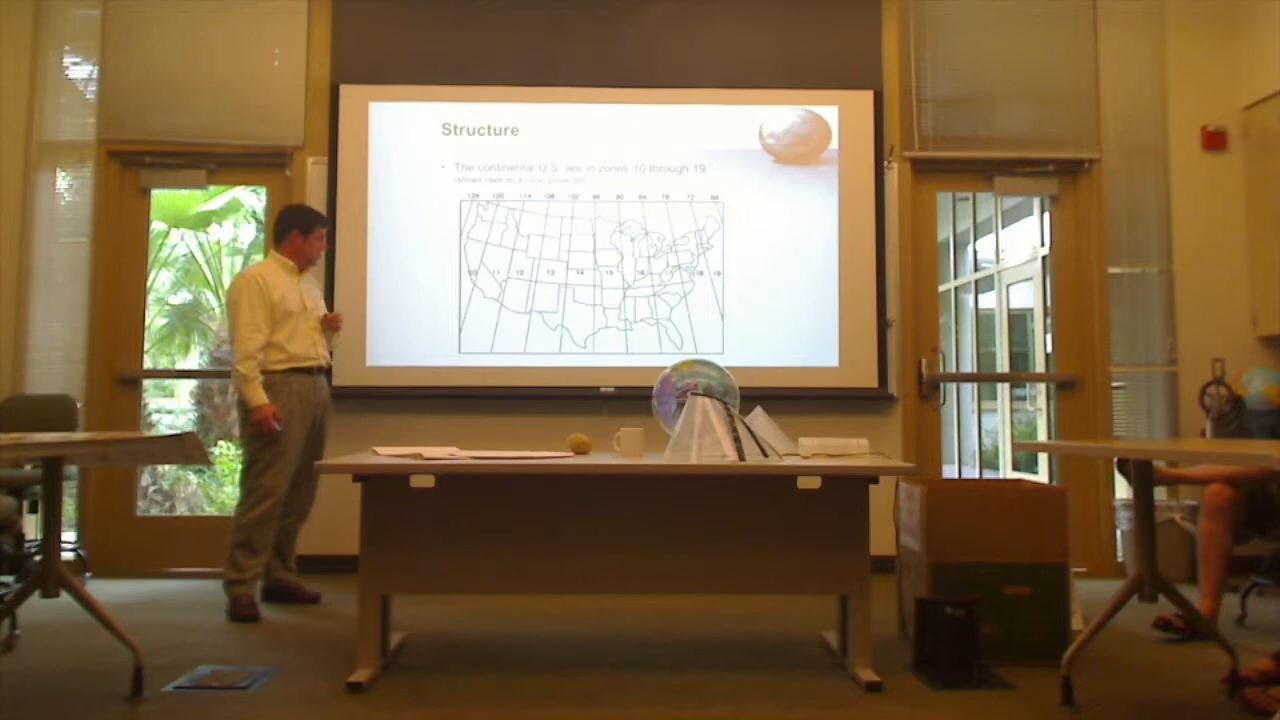 Structure
• The continental U.S. lies in zones 10 through 19
126 120 114 108 102 96 90 84 78 72 66
10 11 12 13 14 15 16 17 18 19